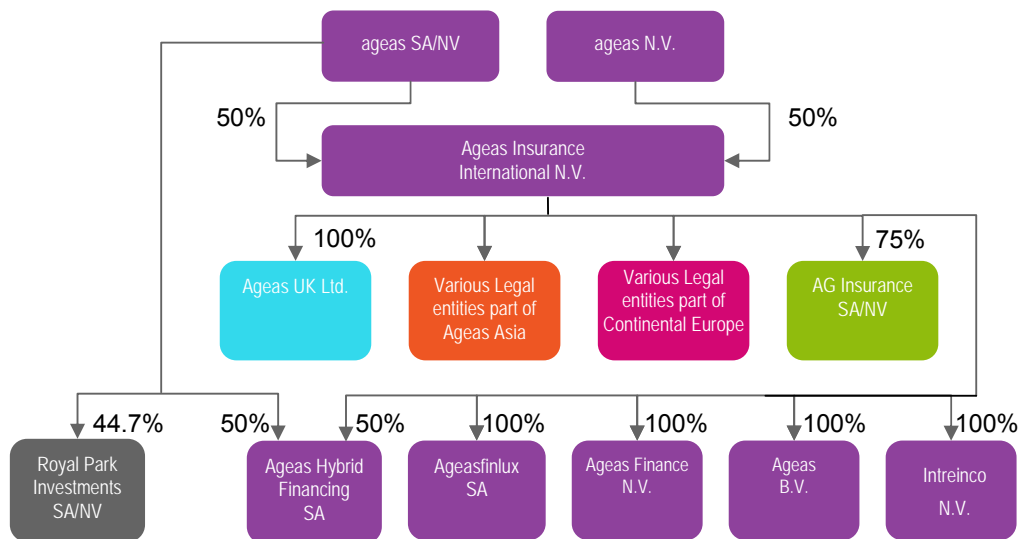 ageas SA/NV
ageas N.V.
50%
50%
Ageas Insurance
International N.V.
100%
75%
Ageas UK Ltd.
Various Legal
entities part of
Ageas Asia
Various Legal
entities part of
Continental Europe
AG Insurance
SA/NV
44.7%
50%
50%
100%
100%
100%
100%
Royal Park
Investments
SA/NV
Ageas Hybrid
Financing
SA
Ageasfinlux
SA
Ageas Finance
N.V.
Ageas
B.V.
Intreinco
N.V.